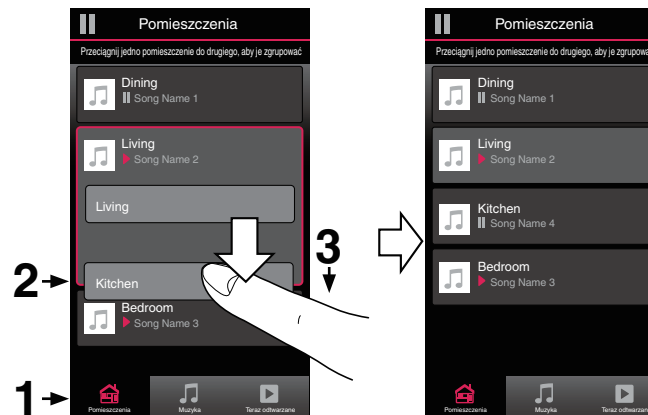 Pomieszczenia
Przeciągnij jedno pomieszczenie do drugiego, aby je zgrupować
Dining
Song Name 1
Living
Song Name 2
Living
Kitchen
Bedroom
Song Name 3
Pomieszczenia
Muzyka
Teraz odtwarzane
1
2
3
Pomieszczenia
Przeciągnij jedno pomieszczenie do drugiego, aby je zgrupowa
Dining
Song Name 1
Living
Song Name 2
Kitchen
Song Name 4
Bedroom
Song Name 3
Pomieszczenia
Muzyka
Teraz odtwarzane